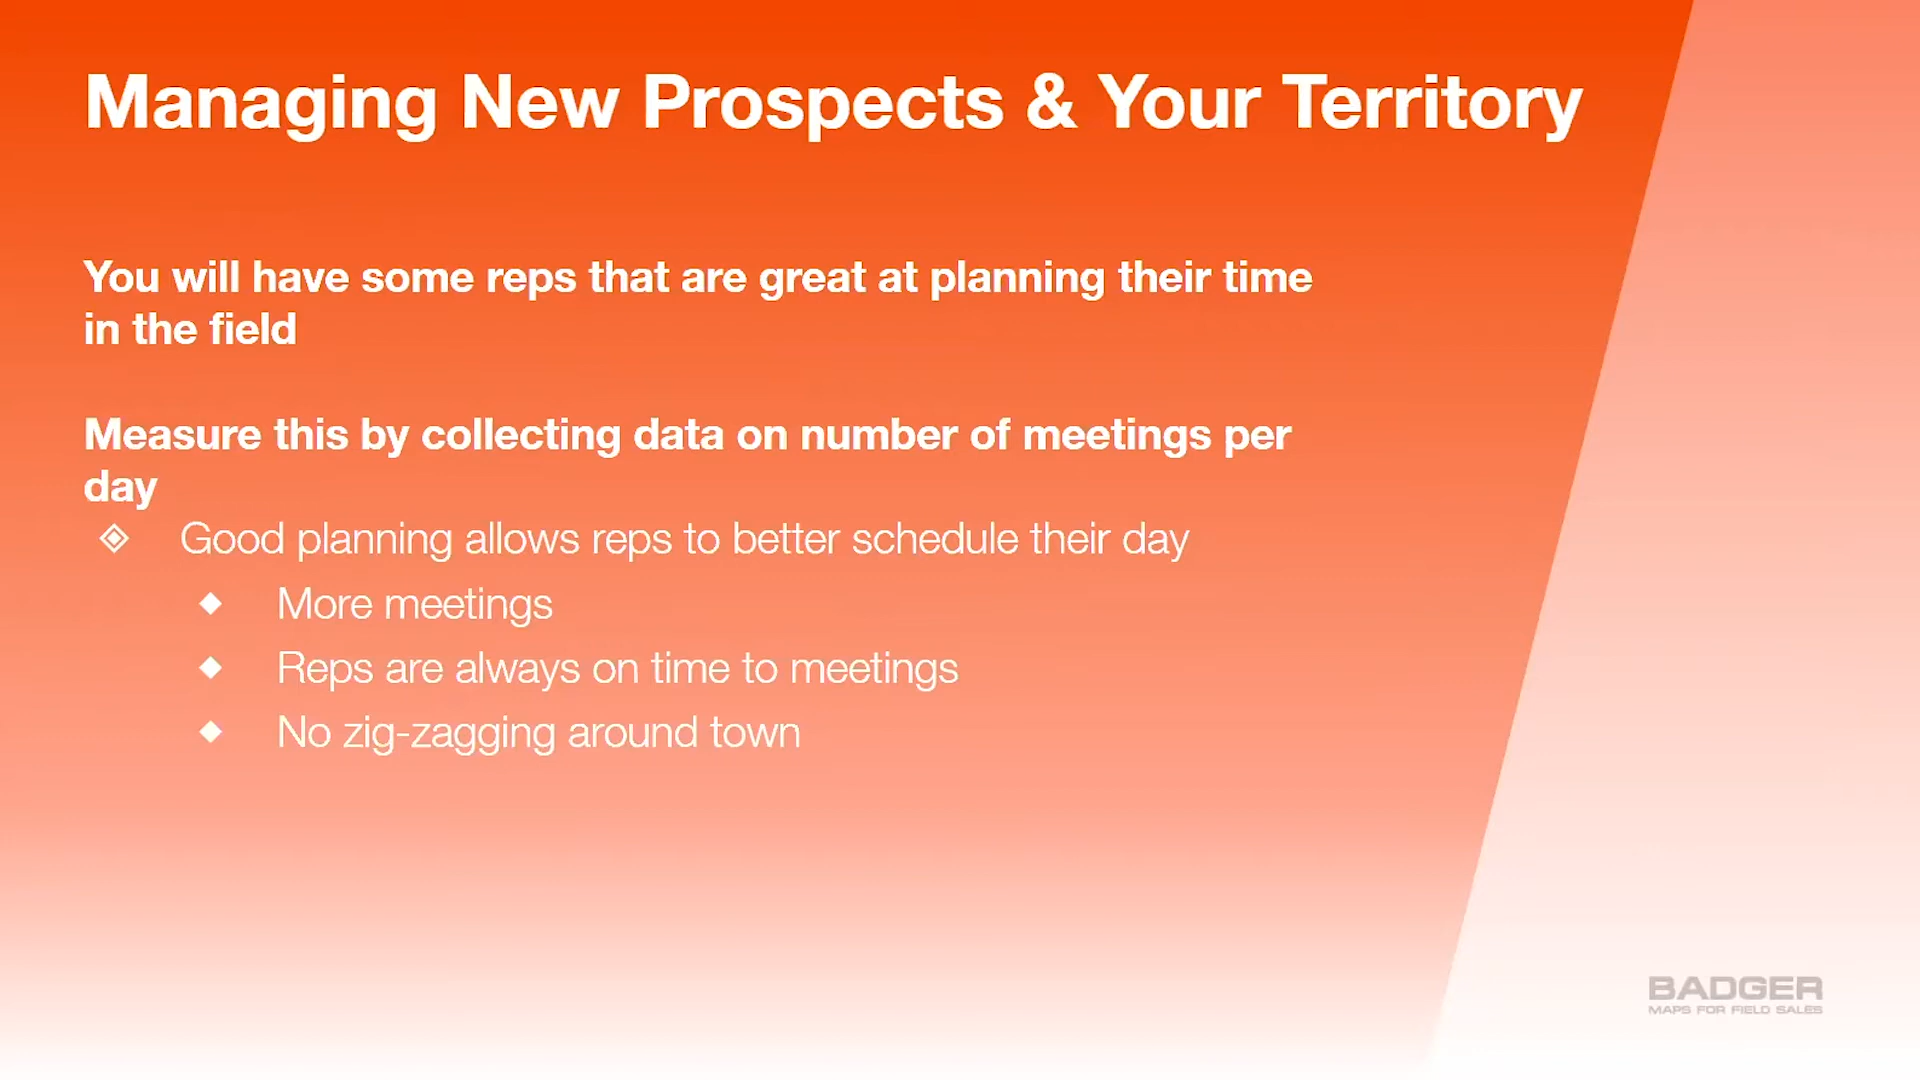 Managing New Prospects & Your Territory
You will have some reps that are great at planning their time
in the field
Measure this by collecting data on number of meetings per
day
Good planning allows reps to better schedule their day
More meetings
Reps are always on time to meetings
No zig-zagging around town
BADGER
MAPS FOR FIELD SALES